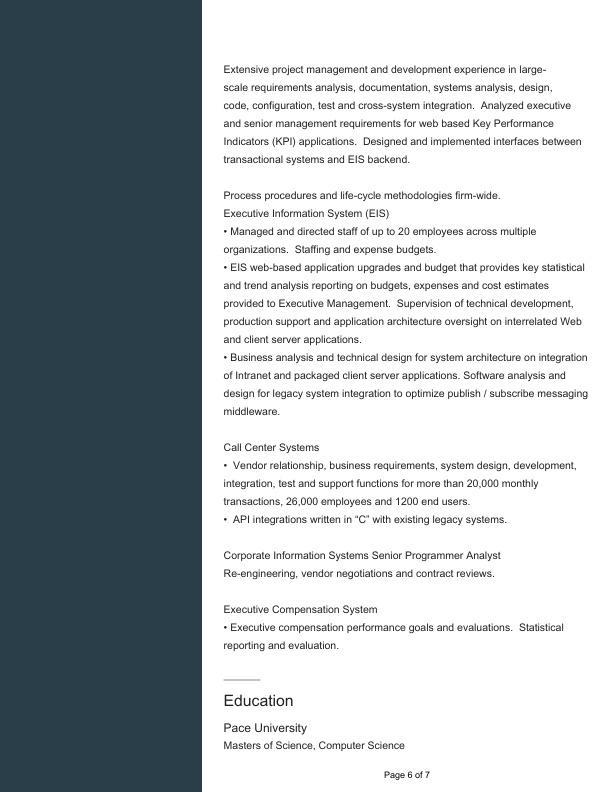 Extensive project management and development experience in large-
scale requirements analysis, documentation, systems analysis, design,
code, configuration, test and cross-system integration.  Analyzed executive
and senior management requirements for web based Key Performance
Indicators (KPI) applications.  Designed and implemented interfaces between
transactional systems and EIS backend.

Process procedures and life-cycle methodologies firm-wide.
Executive Information System (EIS)
• Managed and directed staff of up to 20 employees across multiple
organizations.  Staffing and expense budgets.
• EIS web-based application upgrades and budget that provides key statistical
and trend analysis reporting on budgets, expenses and cost estimates
provided to Executive Management.  Supervision of technical development,
production support and application architecture oversight on interrelated Web
and client server applications.
• Business analysis and technical design for system architecture on integration
of Intranet and packaged client server applications. Software analysis and
design for legacy system integration to optimize publish / subscribe messaging
middleware.

Call Center Systems
•  Vendor relationship, business requirements, system design, development,
integration, test and support functions for more than 20,000 monthly
transactions, 26,000 employees and 1200 end users.
•  API integrations written in “C” with existing legacy systems.

Corporate Information Systems Senior Programmer Analyst
Re-engineering, vendor negotiations and contract reviews.

Executive Compensation System
• Executive compensation performance goals and evaluations.  Statistical
reporting and evaluation.

Education
Pace University
Masters of Science, Computer Science
Page 6 of 7